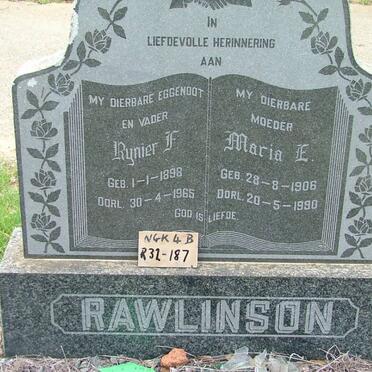 IN
LIEFDEVOLLE HERINNERING
AAN
MY DIERBARE EGGENOOT
EN VADER
Rynier F.
GEB. 1-1-1898
OORL. 30-4-1965
MY DIERBARE
MOEDER
Maria E.
GEB. 28-8-1906
OORL. 20-5-1990
GOD IS LIEFDE.
NGK 4 B
R32-187
RAWLINSON